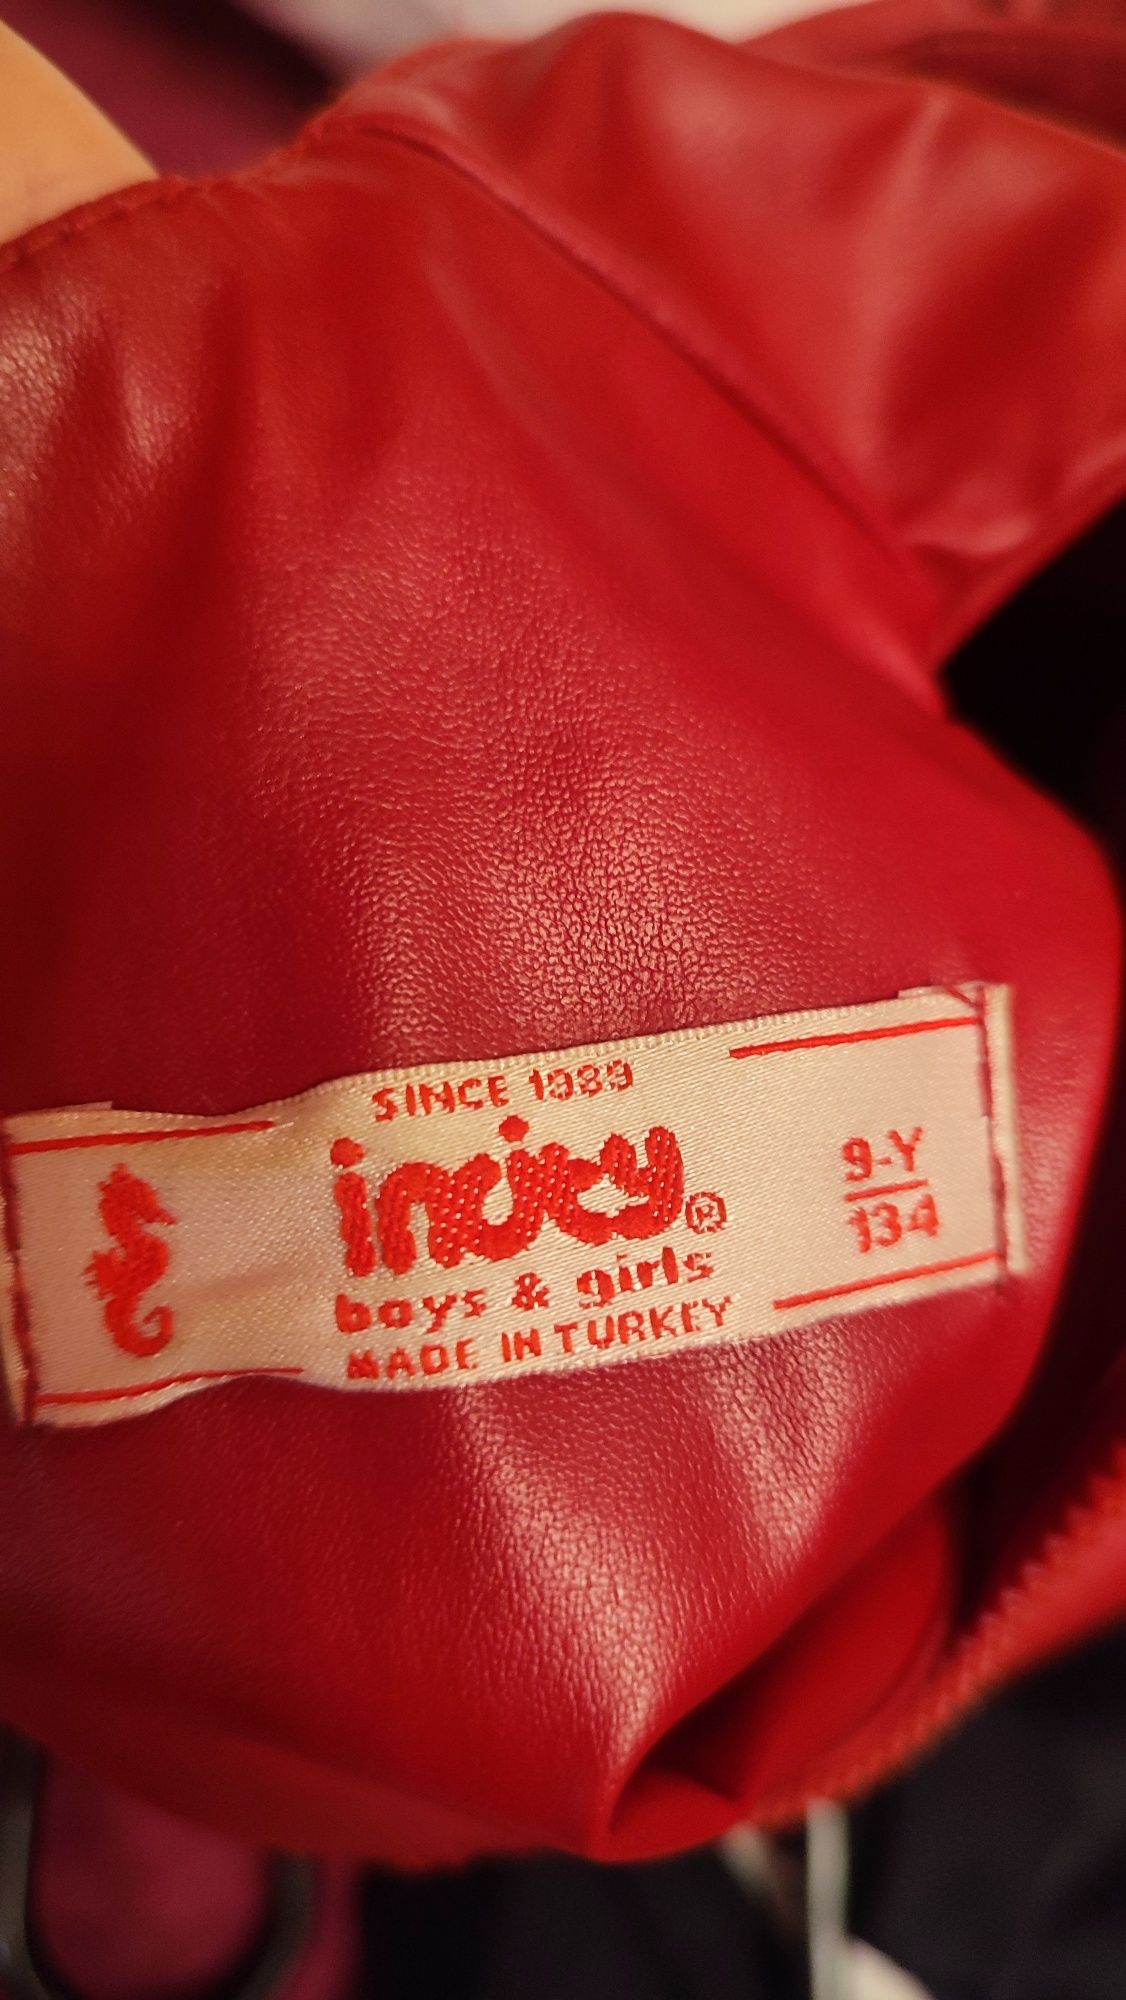 SINCE 1989
incity®
boys & girls
MADE IN TURKEY
9-Y
134